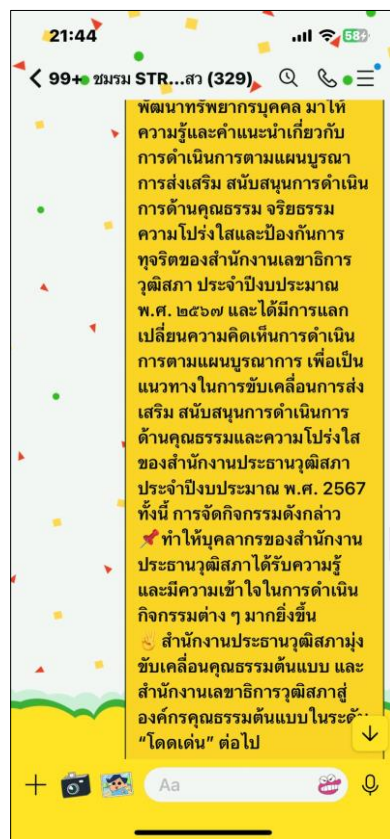 21:44
58
99+ ชมรม STR...สว (329)
พัฒนาทรัพยากรบุคคล มาให้
ความรู้และคำแนะนำเกี่ยวกับ
การดำเนินการตามแผนบูรณา
การส่งเสริม สนับสนุนการดำเนิน
การด้านคุณธรรม จริยธรรม
ความโปร่งใสและป้องกันการ
ทุจริตของสำนักงานเลขาธิการ
วุฒิสภา ประจำปีงบประมาณ
พ.ศ. ๒๕๖๗ และได้มีการแลก
เปลี่ยนความคิดเห็นการดำเนิน
การตามแผนบูรณาการ เพื่อเป็น
แนวทางในการขับเคลื่อนการส่ง
เสริม สนับสนุนการดำเนินการ
ด้านคุณธรรมและความโปร่งใส
ของสำนักงานประธานวุฒิสภา
ประจำปีงบประมาณ พ.ศ. 2567
ทั้งนี้ การจัดกิจกรรมดังกล่าว
📌ทำให้บุคลากรของสำนักงาน
ประธานวุฒิสภาได้รับความรู้
และมีความเข้าใจในการดำเนิน
กิจกรรมต่าง ๆ มากยิ่งขึ้น
✌️สำนักงานประธานวุฒิสภามุ่ง
ขับเคลื่อนคุณธรรมต้นแบบ และ
สำนักงานเลขาธิการวุฒิสภาสู่
องค์กรคุณธรรมต้นแบบในระดับ
“โดดเด่น” ต่อไป
Aa